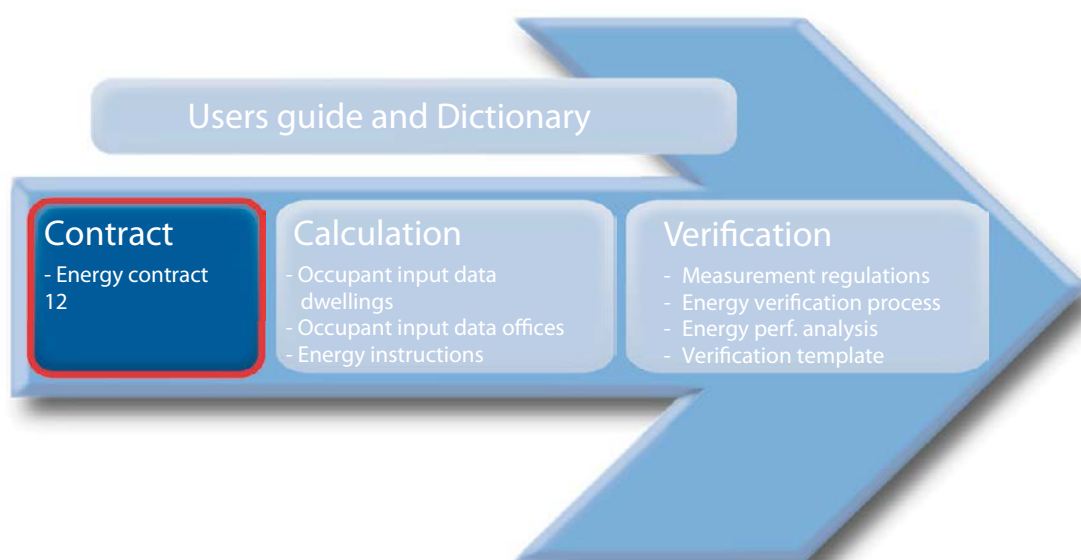 Users guide and Dictionary
Contract
- Energy contract
12
Calculation
- Occupant input data
dwellings
- Occupant input data offices
- Energy instructions
Verification
- Measurement regulations
- Energy verification process
- Energy perf. analysis
- Verification template